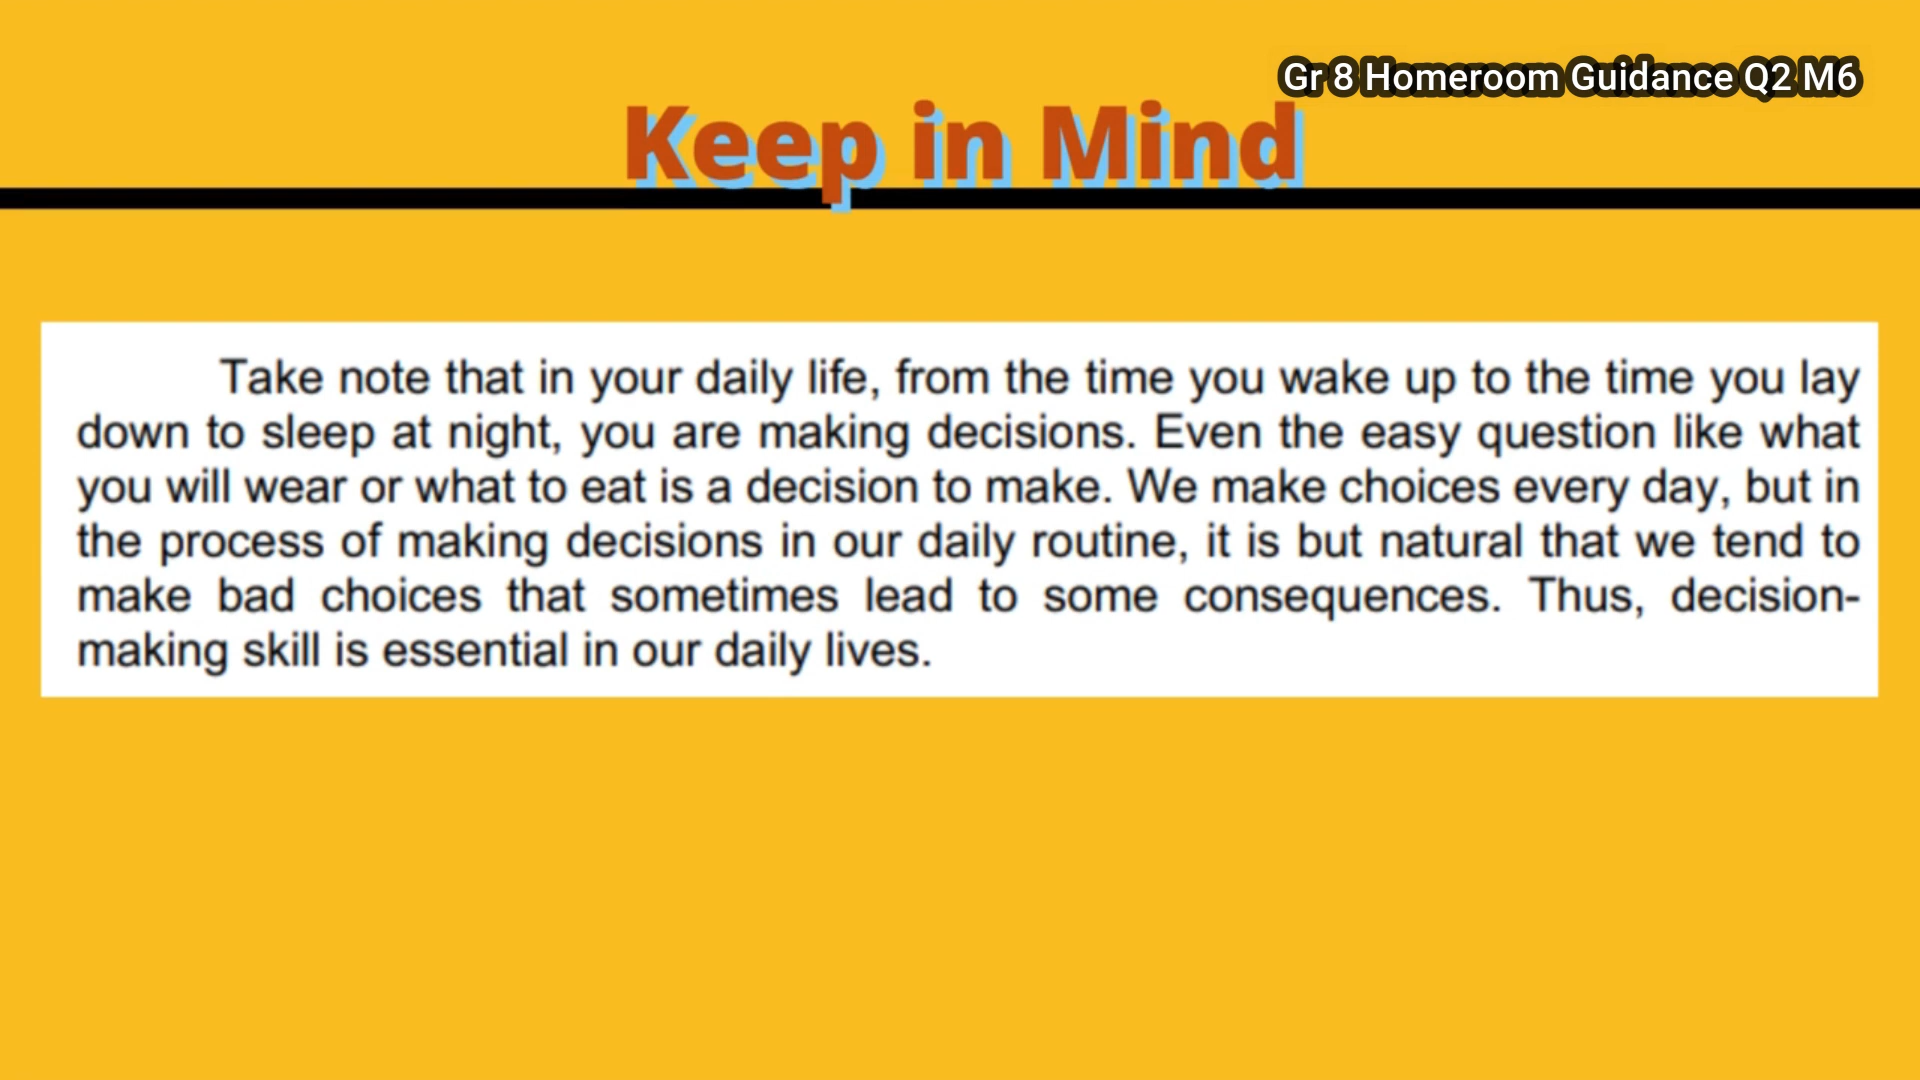 Gr 8 Homeroom Guidance Q2 M6
Keep in Mind
Take note that in your daily life, from the time you wake up to the time you lay
down to sleep at night, you are making decisions. Even the easy question like what
you will wear or what to eat is a decision to make. We make choices every day, but in
the process of making decisions in our daily routine, it is but natural that we tend to
make bad choices that sometimes lead to some consequences. Thus, decision-
making skill is essential in our daily lives.